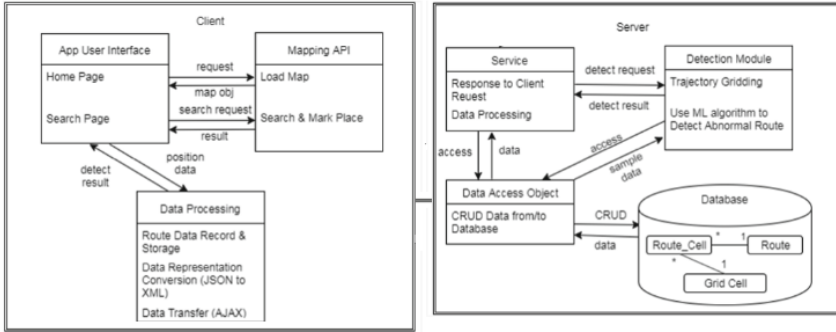 Client
App User Interface
Home Page
Search Page
request
map obj
search request
result
Mapping API
Load Map
Search & Mark Place
detect
result
position
data
Data Processing
Route Data Record &
Storage
Data Representation
Conversion (JSON to
XML)
Data Transfer (AJAX)
Server
Service
Response to Client
Reuest
Data Processing
detect request
detect result
Detection Module
Trajectory Gridding
Use ML algorithm to
Detect Abnormal Route
access
data
access
sample
data
Data Access Object
CRUD Data from/to
Database
CRUD
data
Database
Route_Cell
*
1
Route
*
1
Grid Cell